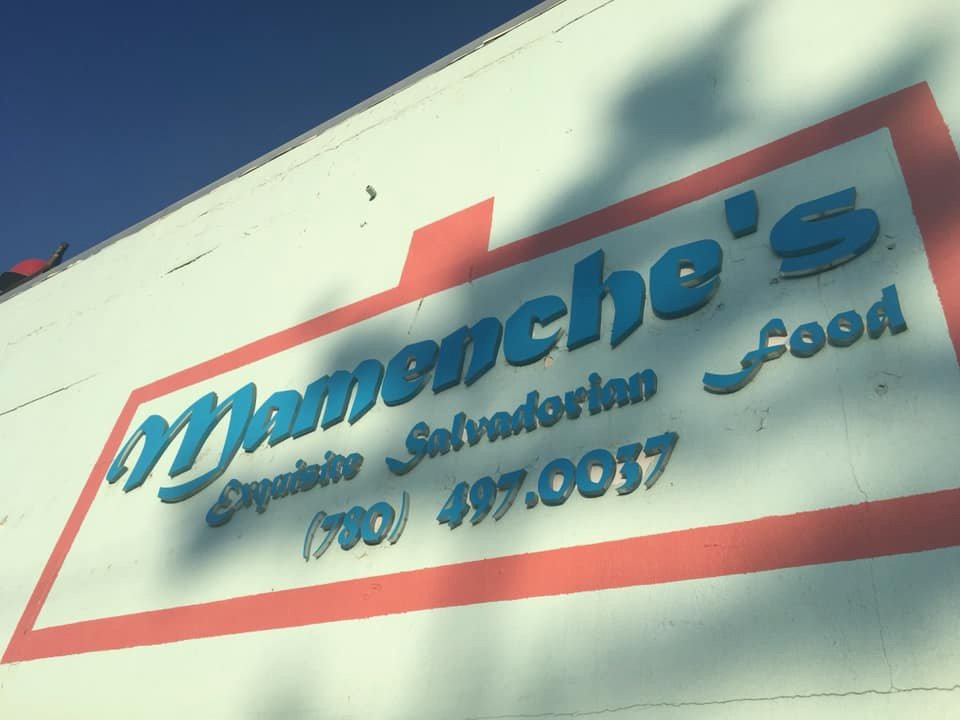 Mamenche's
Exquisite Salvadorian Food
(780) 497.0037